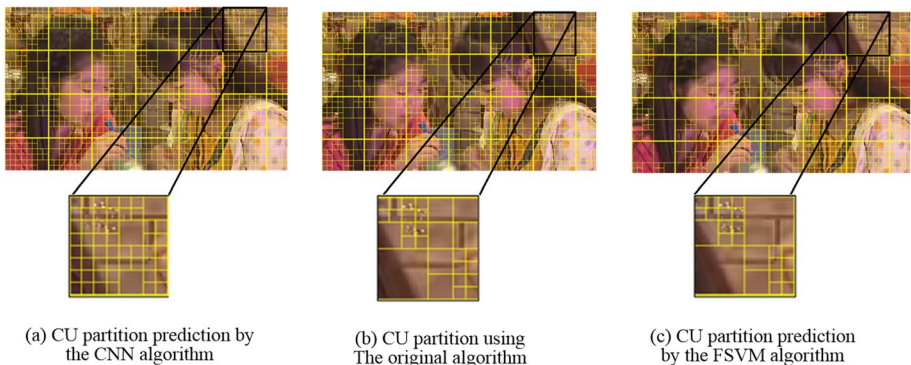 (a) CU partition prediction by
the CNN algorithm
(b) CU partition using
The original algorithm
(c) CU partition prediction
by the FSVM algorithm